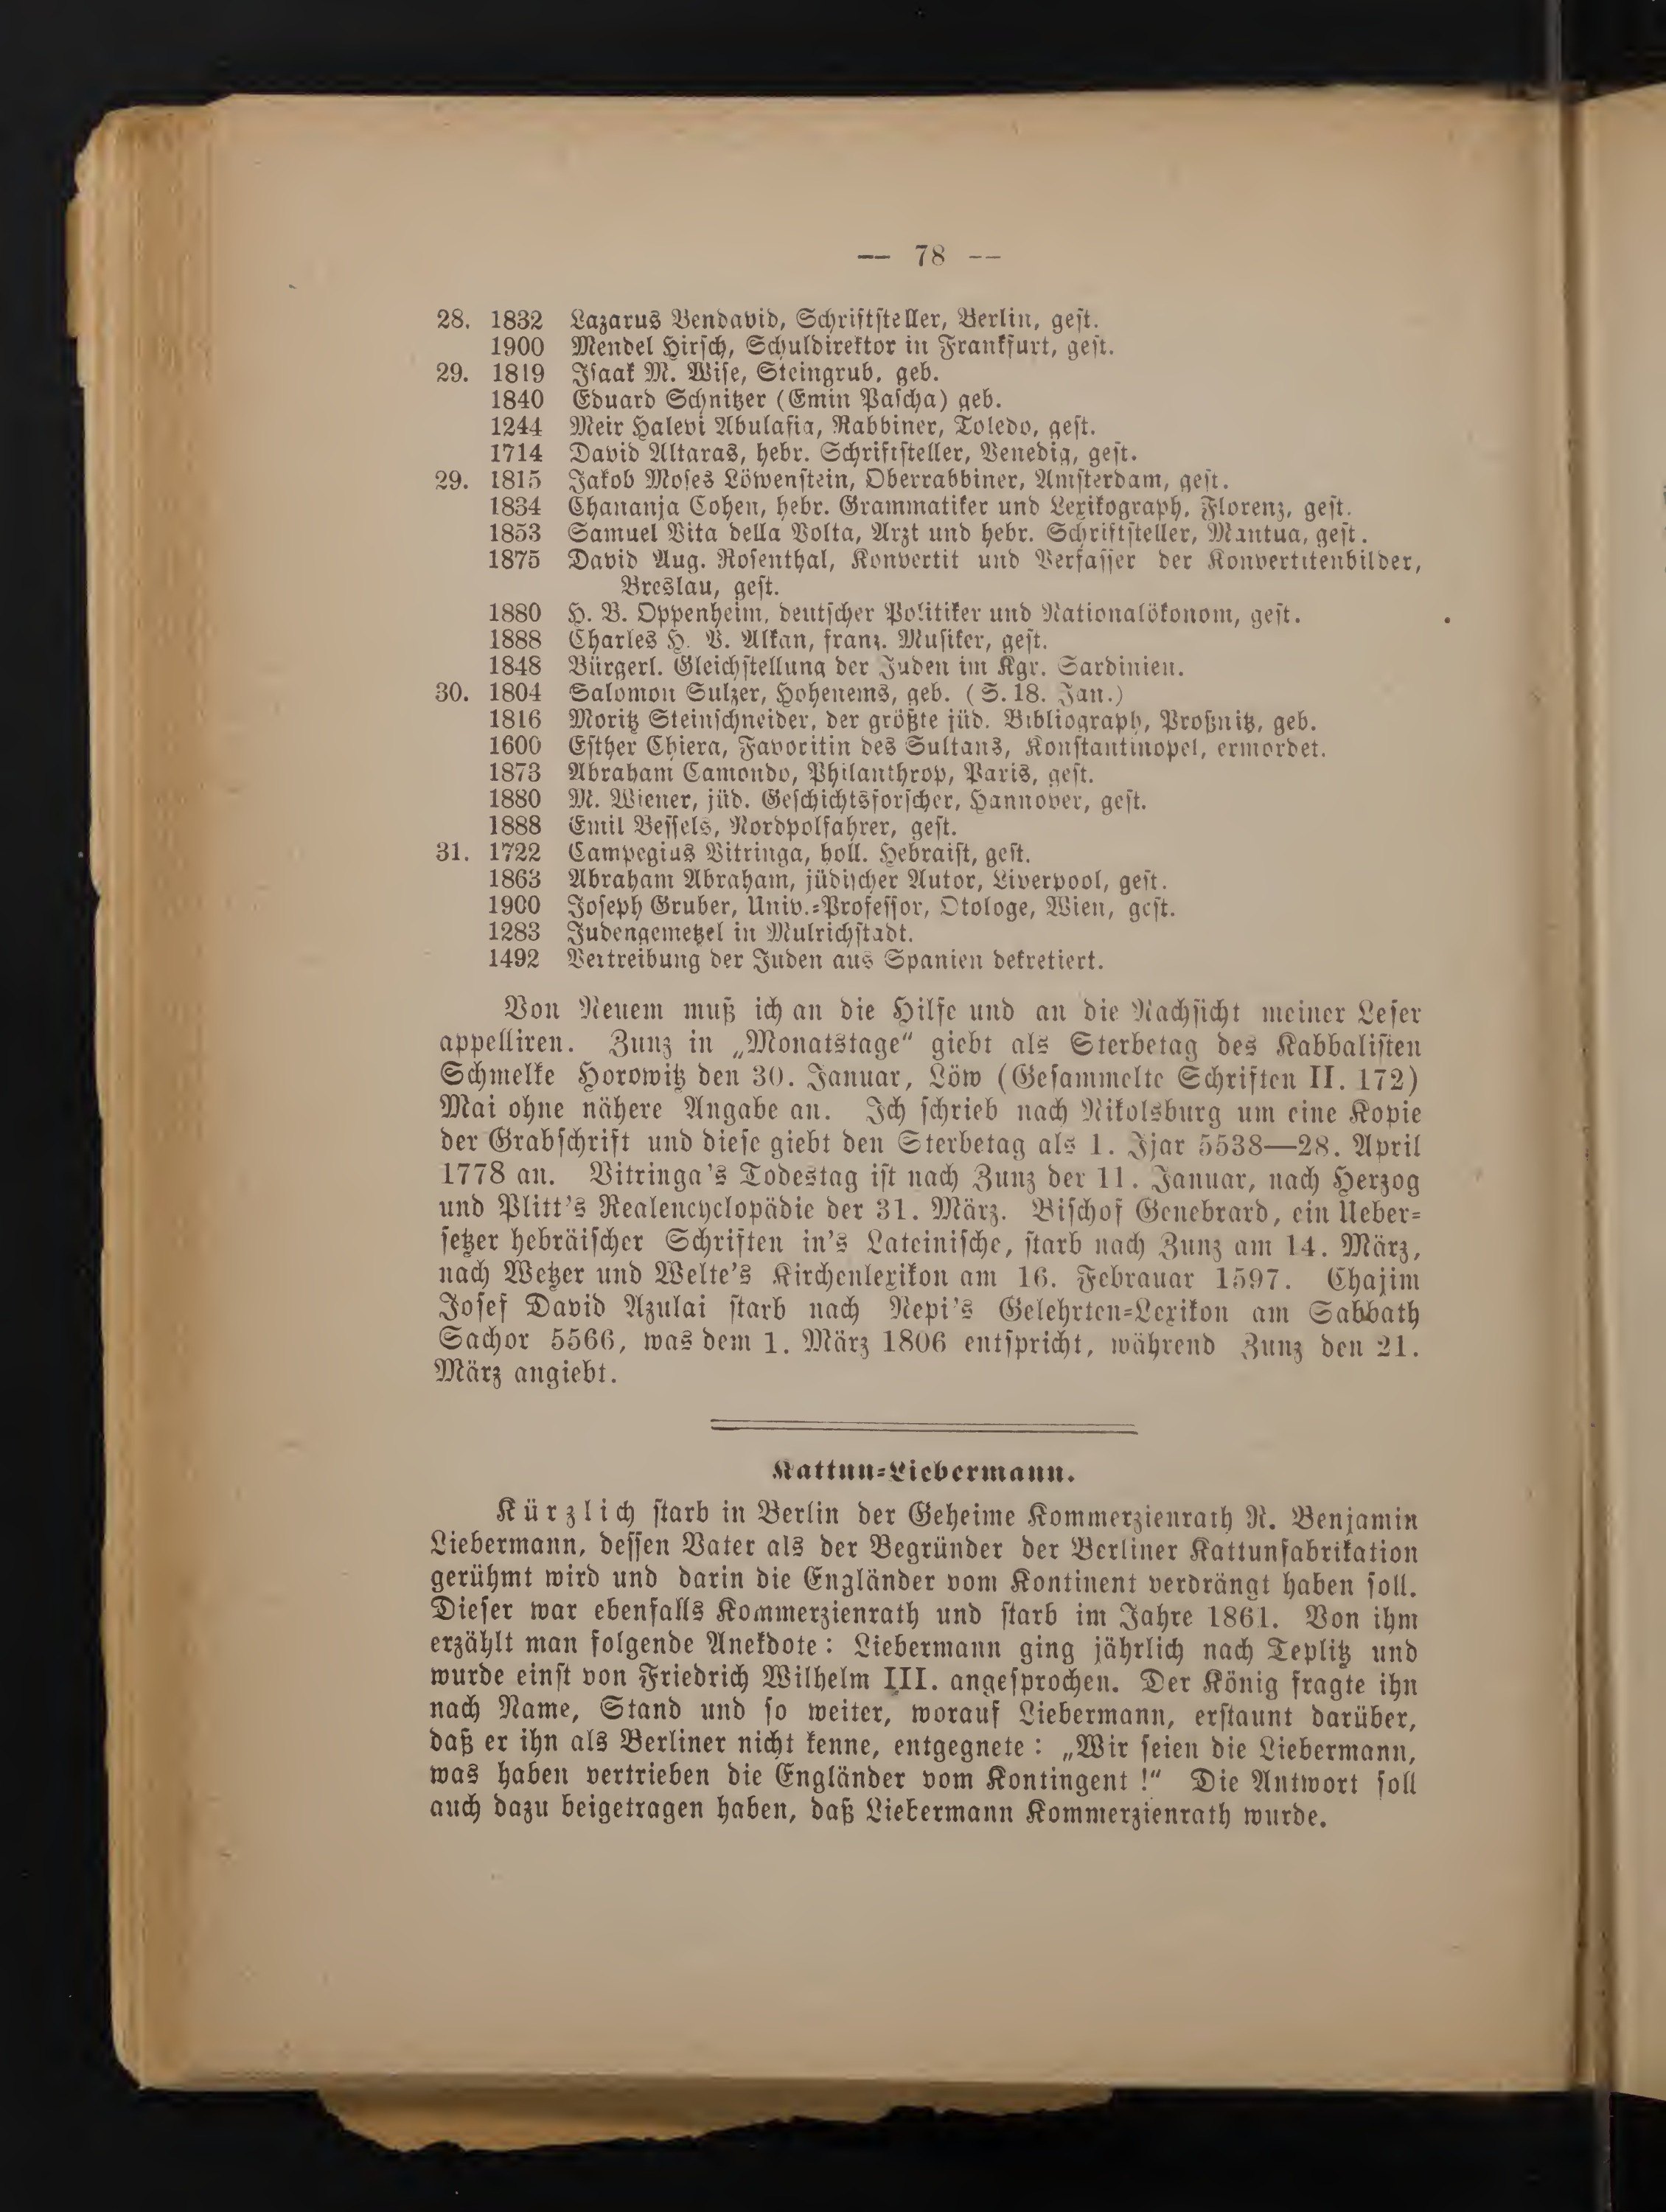 — 78 —
28. 1832 Lazarus Bendavid, Schriftsteller, Berlin, gest.
1900 Mendel Hirsch, Schuldirektor in Frankfurt, gest.
29. 1819 Isaak M. Wise, Steingrub, geb.
1840 Eduard Schnitzer (Emin Pascha) geb.
1244 Meir Halevi Abulafia, Rabbiner, Toledo, gest.
1714 David Altaras, hebr. Schriftsteller, Venedig, gest.
29. 1815 Jakob Moses Löwenstein, Oberrabbiner, Amsterdam, gest.
1834 Chananja Cohen, hebr. Grammatiker und Lexikograph, Florenz, gest.
1853 Samuel Vita della Volta, Arzt und hebr. Schriftsteller, Mantua, gest.
1875 David Aug. Rosenthal, Konvertit und Verfasser der Konvertitenbilder,
Breslau, gest.
1880 H. B. Oppenheim, deutscher Politiker und Nationalökonom, gest.
1888 Charles H. V. Alkan, franz. Musiker, gest.
1848 Bürgerl. Gleichstellung der Juden im Kgr. Sardinien.
30. 1804 Salomon Sulzer, Hohenems, geb. (S. 18. Jan.)
1816 Moritz Steinschneider, der größte jüd. Bibliograph, Proßnitz, geb.
1600 Esther Chiera, Favoritin des Sultans, Konstantinopel, ermordet.
1873 Abraham Camondo, Philanthrop, Paris, gest.
1880 M. Wiener, jüd. Geschichtsforscher, Hannover, gest.
1888 Emil Bessels, Nordpolfahrer, gest.
31. 1722 Campegius Vitringa, holl. Hebraist, gest.
1863 Abraham Abraham, jüdischer Autor, Liverpool, gest.
1900 Joseph Gruber, Univ.-Professor, Otologe, Wien, gest.
1283 Judengemetzel in Mulrichstadt.
1492 Vertreibung der Juden aus Spanien dekretiert.
Von Neuem muß ich an die Hilfe und an die Nachsicht meiner Leser
appelliren. Zunz in „Monatstage“ giebt als Sterbetag des Kabbalisten
Schmelke Horowitz den 30. Januar, Löw (Gesammelte Schriften II. 172)
Mai ohne nähere Angabe an. Ich schrieb nach Nikolsburg um eine Kopie
der Grabschrift und diese giebt den Sterbetag als 1. Ijar 5538—28. April
1778 an. Vitringa's Todestag ist nach Zunz der 11. Januar, nach Herzog
und Plitt's Realencyclopädie der 31. März. Bischof Genebrard, ein Ueber-
setzer hebräischer Schriften in's Lateinische, starb nach Zunz am 14. März,
nach Wetzer und Welte's Kirchenlexikon am 16. Febrauar 1597. Chajim
Josef David Azulai starb nach Nepi's Gelehrten-Lexikon am Sabbath
Sachor 5566, was dem 1. März 1806 entspricht, während Zunz den 21.
März angiebt.
Kattun-Liebermann.
Kürzlich starb in Berlin der Geheime Kommerzienrath R. Benjamin
Liebermann, dessen Vater als der Begründer der Berliner Kattunfabrikation
gerühmt wird und darin die Engländer vom Kontinent verdrängt haben soll.
Dieser war ebenfalls Kommerzienrath und starb im Jahre 1861. Von ihm
erzählt man folgende Anekdote: Liebermann ging jährlich nach Teplitz und
wurde einst von Friedrich Wilhelm III. angesprochen. Der König fragte ihn
nach Name, Stand und so weiter, worauf Liebermann, erstaunt darüber,
daß er ihn als Berliner nicht kenne, entgegnete: „Wir seien die Liebermann,
was haben vertrieben die Engländer vom Kontingent!“ Die Antwort soll
auch dazu beigetragen haben, daß Liebermann Kommerzienrath wurde.